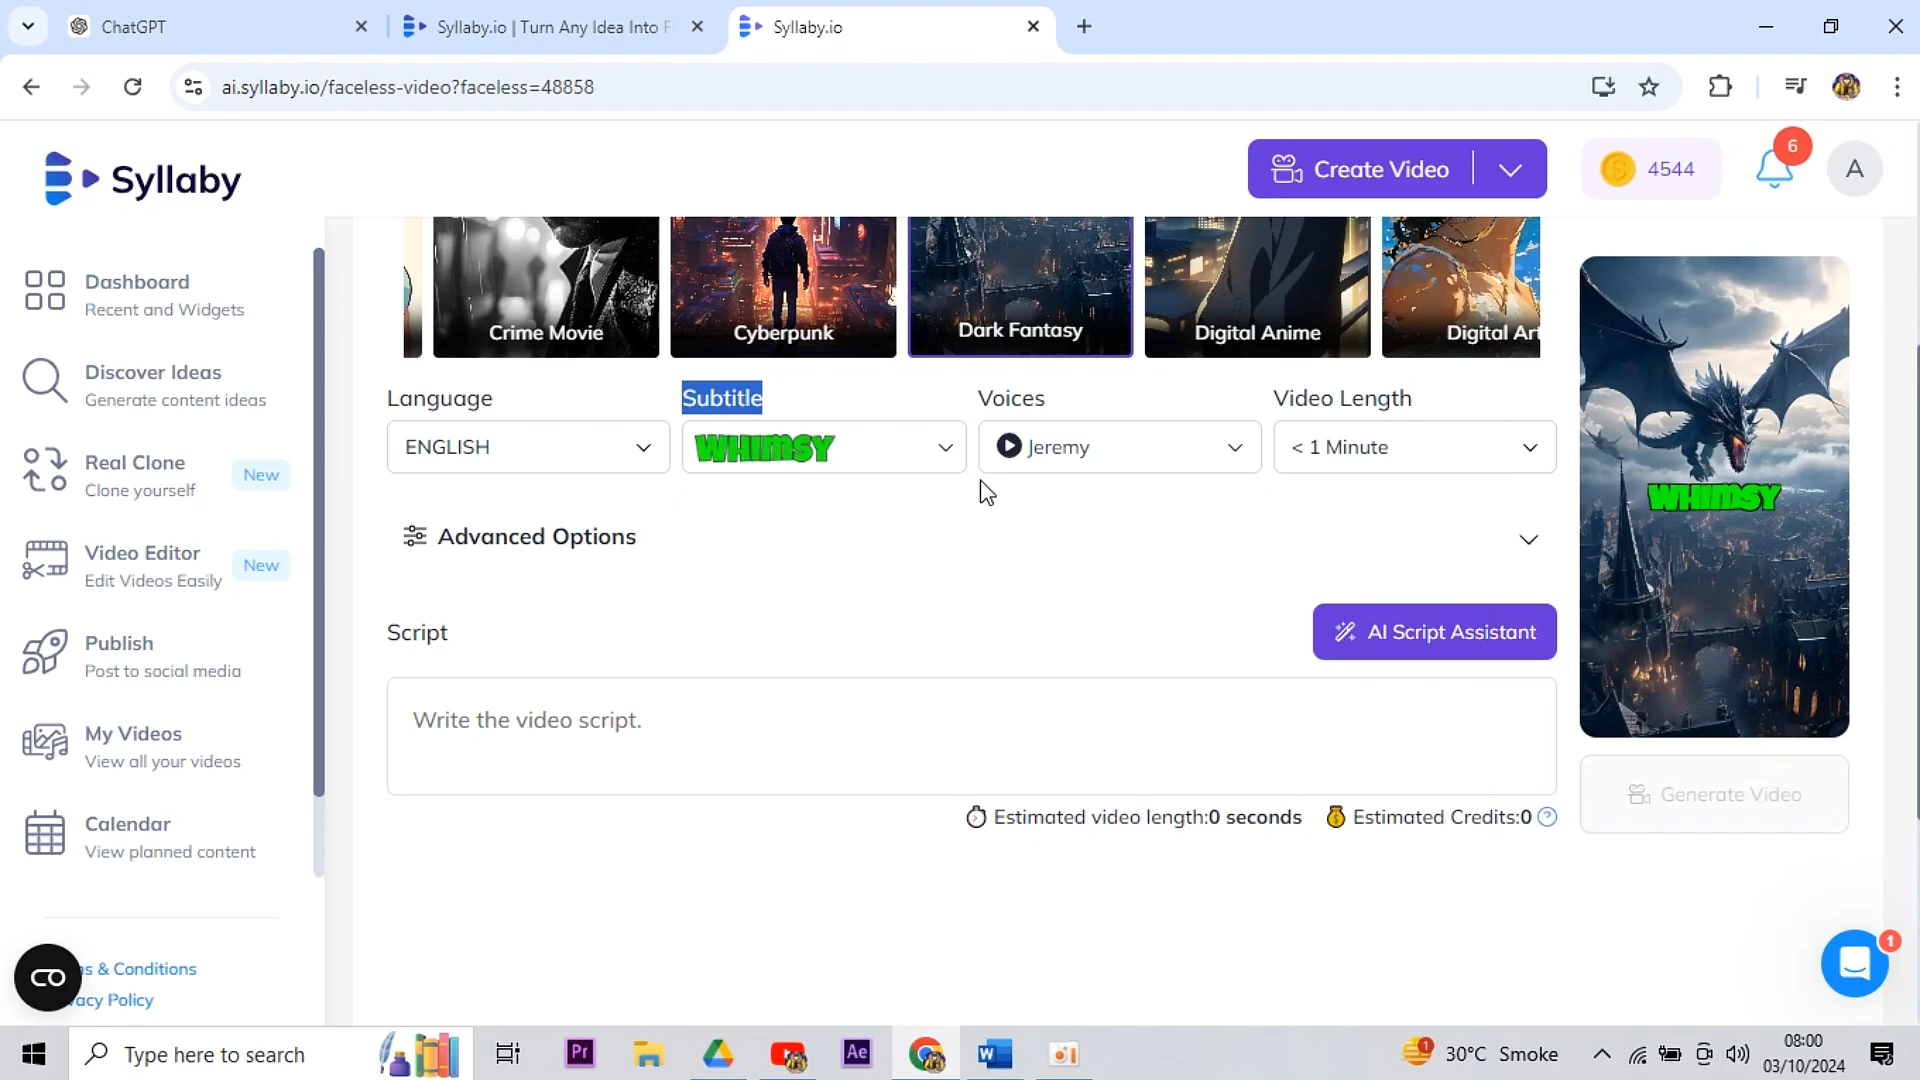 ChatGPT
Syllaby.io | Turn Any Idea Into F
Syllaby.io
ai.syllaby.io/faceless-video?faceless=48858
Syllaby
Create Video
4544
6
A
Dashboard
Recent and Widgets
Discover Ideas
Generate content ideas
Real Clone
Clone yourself
New
Video Editor
Edit Videos Easily
New
Publish
Post to social media
My Videos
View all your videos
Calendar
View planned content
s & Conditions
vacy Policy
Crime Movie
Cyberpunk
Dark Fantasy
Digital Anime
Digital Art
Language
Subtitle
Voices
Video Length
ENGLISH
WHIMSY
Jeremy
< 1 Minute
Advanced Options
Script
AI Script Assistant
Write the video script.
Estimated video length:0 seconds
Estimated Credits:0
?
WHIMSY
Generate Video
1
Type here to search
Pr
Ae
W
1
30°C Smoke
08:00
03/10/2024